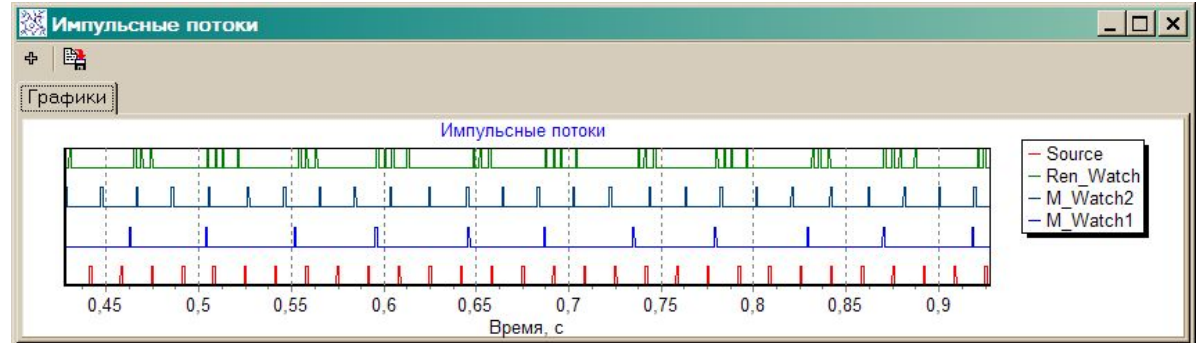 Импульсные потоки
Графики
Импульсные потоки
Source
Ren_Watch
M_Watch2
M_Watch1
0,45 0,5 0,55 0,6 0,65 0,7 0,75 0,8 0,85 0,9
Время, с